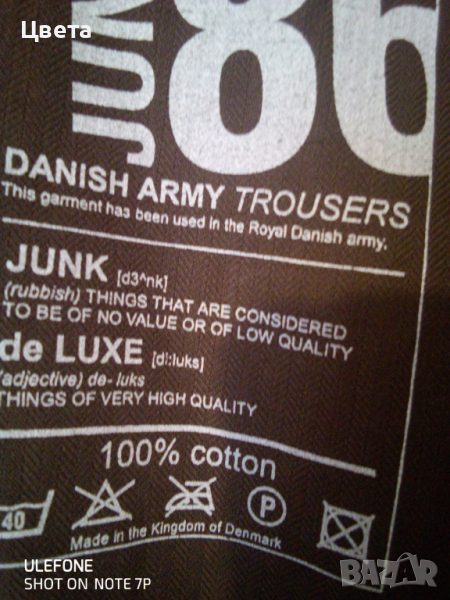 Цвета
JUN
86
DANISH ARMY TROUSERS
This garment has been used in the Royal Danish army.
JUNK [d3^nk]
(rubbish) THINGS THAT ARE CONSIDERED
TO BE OF NO VALUE OR OF LOW QUALITY
de LUXE [dl:luks]
(adjective) de- luks
THINGS OF VERY HIGH QUALITY
100% cotton
40
P
Made in the Kingdom of Denmark
ULEFONE
SHOT ON NOTE 7P
BAZAR